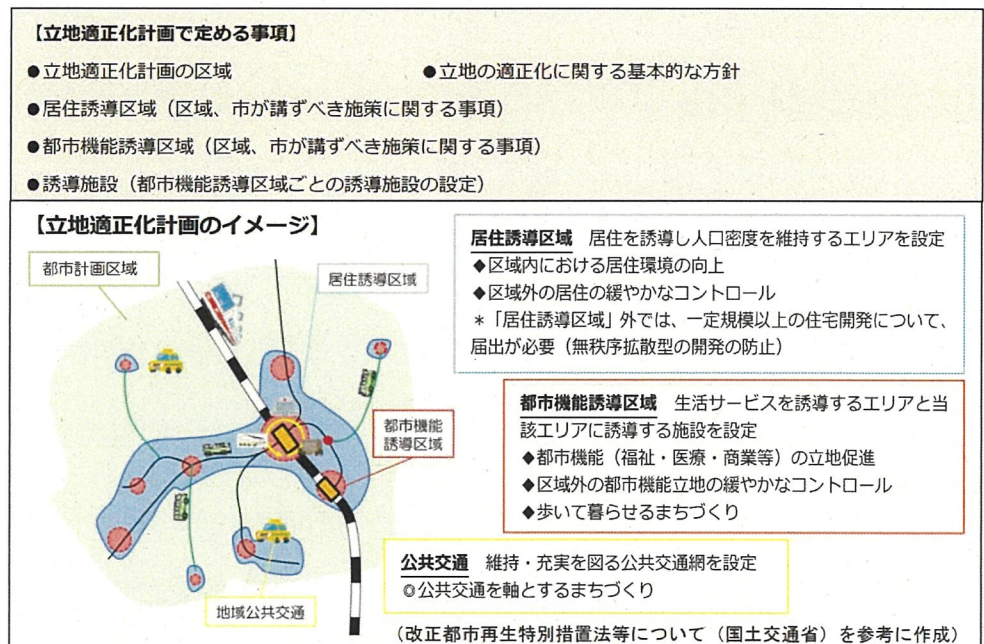 【立地適正化計画で定める事項】
●立地適正化計画の区域 ●立地の適正化に関する基本的な方針
●居住誘導区域（区域、市が講ずべき施策に関する事項）
●都市機能誘導区域（区域、市が講ずべき施策に関する事項）
●誘導施設（都市機能誘導区域ごとの誘導施設の設定）
【立地適正化計画のイメージ】
都市計画区域
居住誘導区域
都市機能
誘導区域
地域公共交通
居住誘導区域 居住を誘導し人口密度を維持するエリアを設定
◆区域内における居住環境の向上
◆区域外の居住の緩やかなコントロール
＊「居住誘導区域」外では、一定規模以上の住宅開発について、
届出が必要（無秩序拡散型の開発の防止）
都市機能誘導区域 生活サービスを誘導するエリアと当
該エリアに誘導する施設を設定
◆都市機能（福祉・医療・商業等）の立地促進
◆区域外の都市機能立地の緩やかなコントロール
◆歩いて暮らせるまちづくり
公共交通 維持・充実を図る公共交通網を設定
◎公共交通を軸とするまちづくり
（改正都市再生特別措置法等について（国土交通省）を参考に作成）